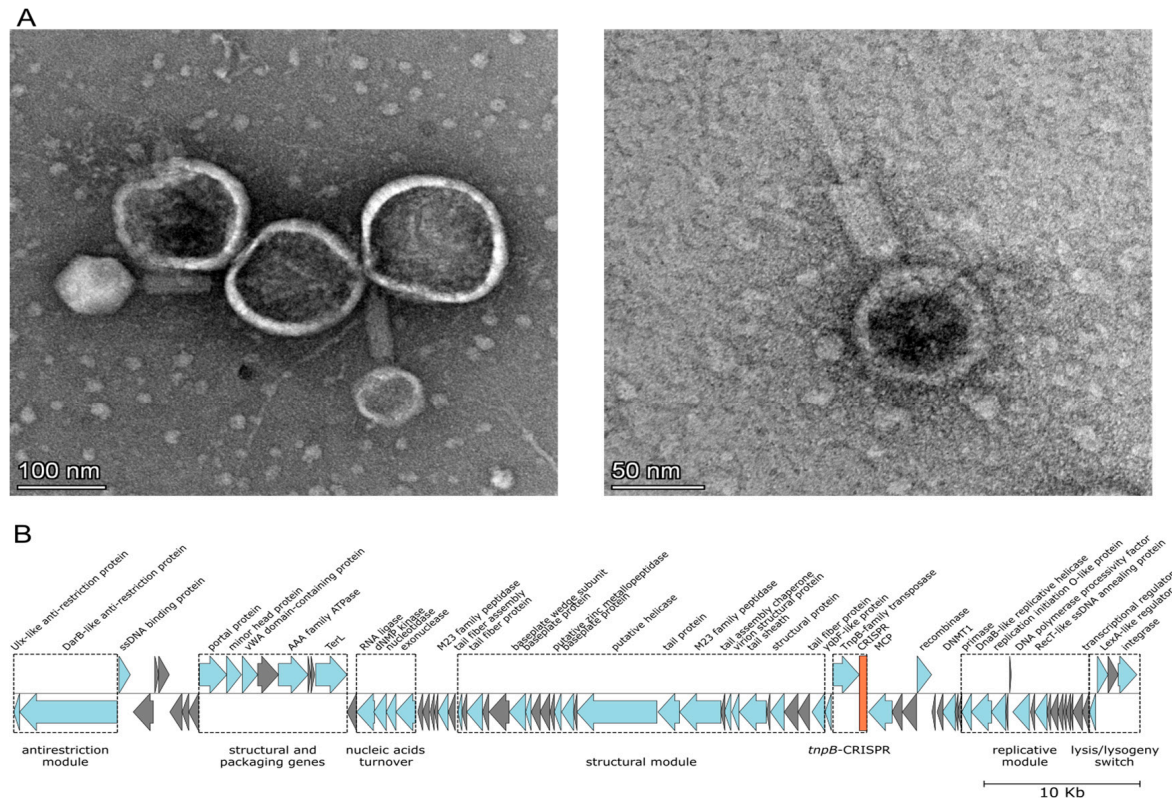 A
100 nm
50 nm
B
Ulx-like anti-restriction protein
DarB-like anti-restriction protein
ssDNA binding protein
portal protein
minor head protein
vWA domain-containing protein
AAA family ATPase
TerL
RNA ligase
dNMP kinase
nucleotidase
exonuclease
M23 family peptidase
tail fiber assembly
tail fiber protein
baseplate wedge subunit
baseplate protein
putative zinc metallopeptidase
baseplate protein
putative helicase
tail protein
M23 family peptidase
tail assembly chaperone
virion structural protein
tail sheath
structural protein
tail fiber protein
yqaF-like protein
TnpB-family transposase
CRISPR
MCP
recombinase
DNMT1
primase
DnaB-like replicative helicase
replication initiation O-like protein
DNA polymerase processivity factor
RecT-like ssDNA annealing protein
transcriptional regulator
LexA-like regulator
integrase
antirestriction
module
structural and
packaging genes
nucleic acids
turnover
structural module
tnpB-CRISPR
replicative
module
lysis/lysogeny
switch
10 Kb